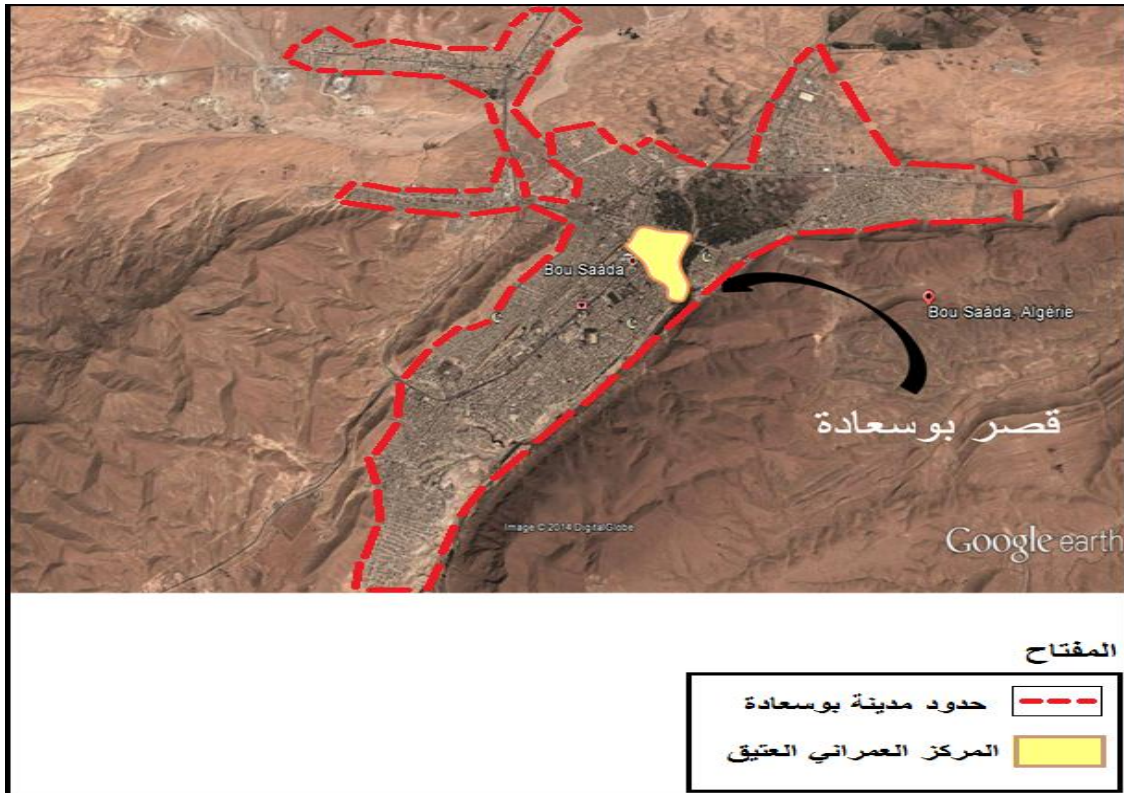 Bou Saâda
Bou Saâda, Algérie
قصر بوسعادة
Image © 2014 DigitalGlobe
Google earth
المفتاح
حدود مدينة بوسعادة
المركز العمراني العتيق